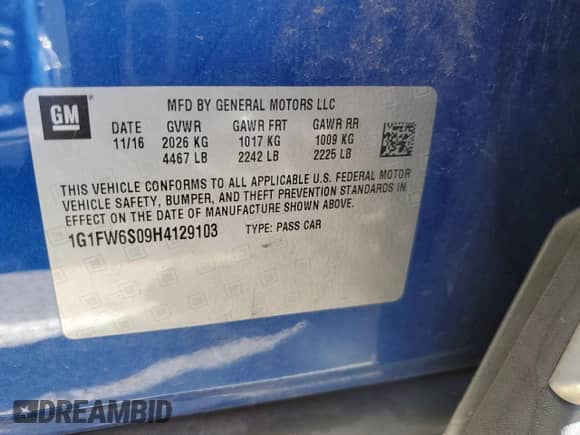 GM
MFD BY GENERAL MOTORS LLC
DATE GVWR GAWR FRT GAWR RR
11/16 2026 KG 1017 KG 1009 KG
4467 LB 2242 LB 2225 LB
THIS VEHICLE CONFORMS TO ALL APPLICABLE U.S. FEDERAL MOTOR
VEHICLE SAFETY, BUMPER, AND THEFT PREVENTION STANDARDS IN
EFFECT ON THE DATE OF MANUFACTURE SHOWN ABOVE.
1G1FW6S09H4129103 TYPE: PASS CAR
DREAMBID